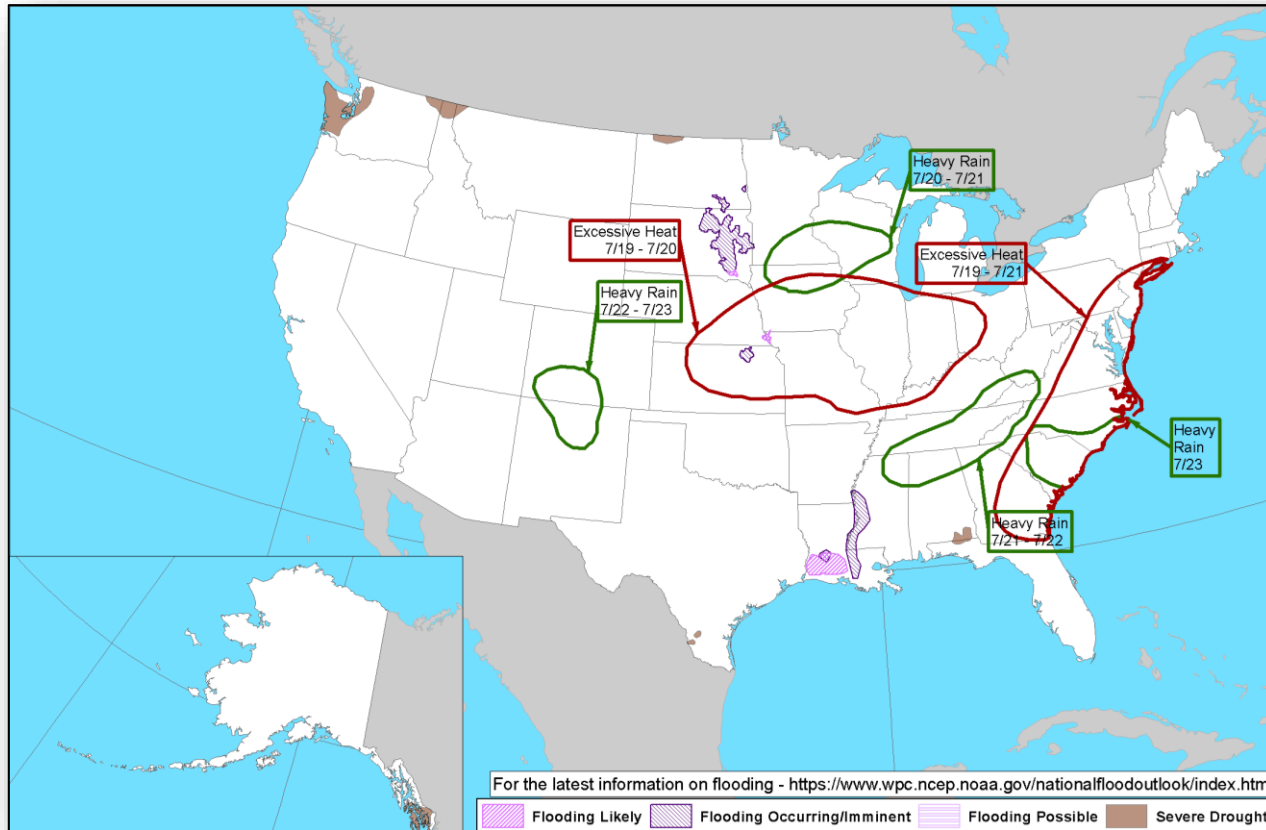 Heavy Rain
7/20 - 7/21
Excessive Heat
7/19 - 7/20
Excessive Heat
7/19 - 7/21
Heavy Rain
7/22 - 7/23
Heavy
Rain
7/23
Heavy Rain
7/21 - 7/22
For the latest information on flooding - https://www.wpc.ncep.noaa.gov/nationalfloodoutlook/index.htm
Flooding Likely
Flooding Occurring/Imminent
Flooding Possible
Severe Drought